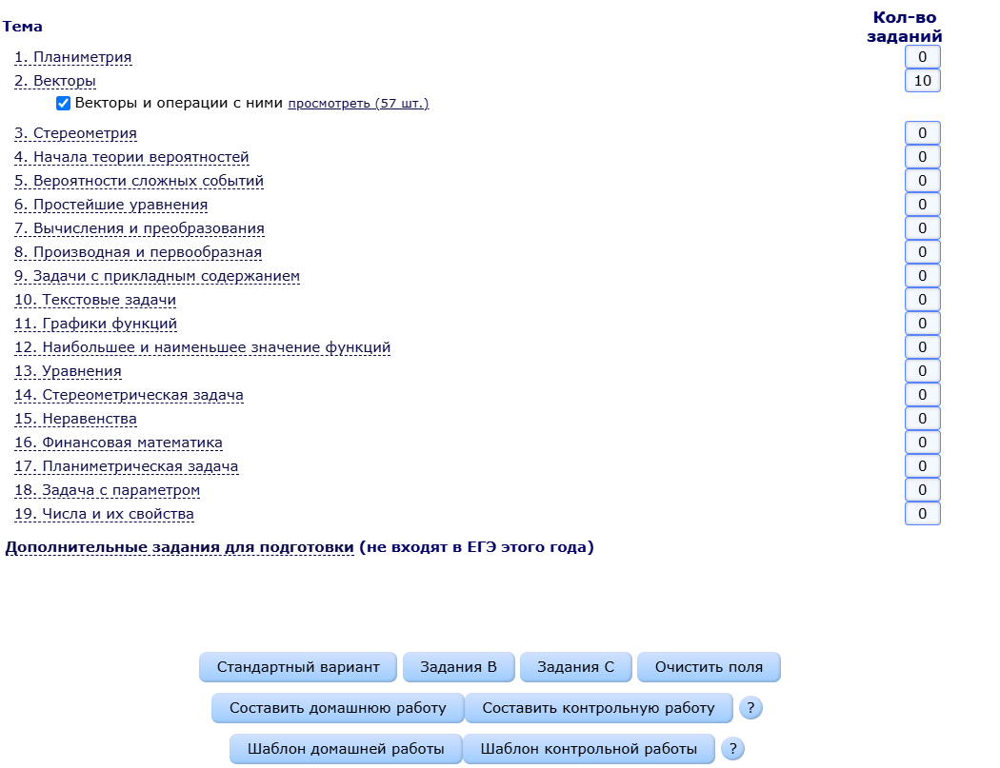 Тема
Кол-во
заданий
1. Планиметрия 0
2. Векторы 10
Векторы и операции с ними просмотреть (57 шт.)
3. Стереометрия 0
4. Начала теории вероятностей 0
5. Вероятности сложных событий 0
6. Простейшие уравнения 0
7. Вычисления и преобразования 0
8. Производная и первообразная 0
9. Задачи с прикладным содержанием 0
10. Текстовые задачи 0
11. Графики функций 0
12. Наибольшее и наименьшее значение функций 0
13. Уравнения 0
14. Стереометрическая задача 0
15. Неравенства 0
16. Финансовая математика 0
17. Планиметрическая задача 0
18. Задача с параметром 0
19. Числа и их свойства 0
Дополнительные задания для подготовки (не входят в ЕГЭ этого года)
Стандартный вариант Задания B Задания C Очистить поля
Составить домашнюю работу Составить контрольную работу ?
Шаблон домашней работы Шаблон контрольной работы ?